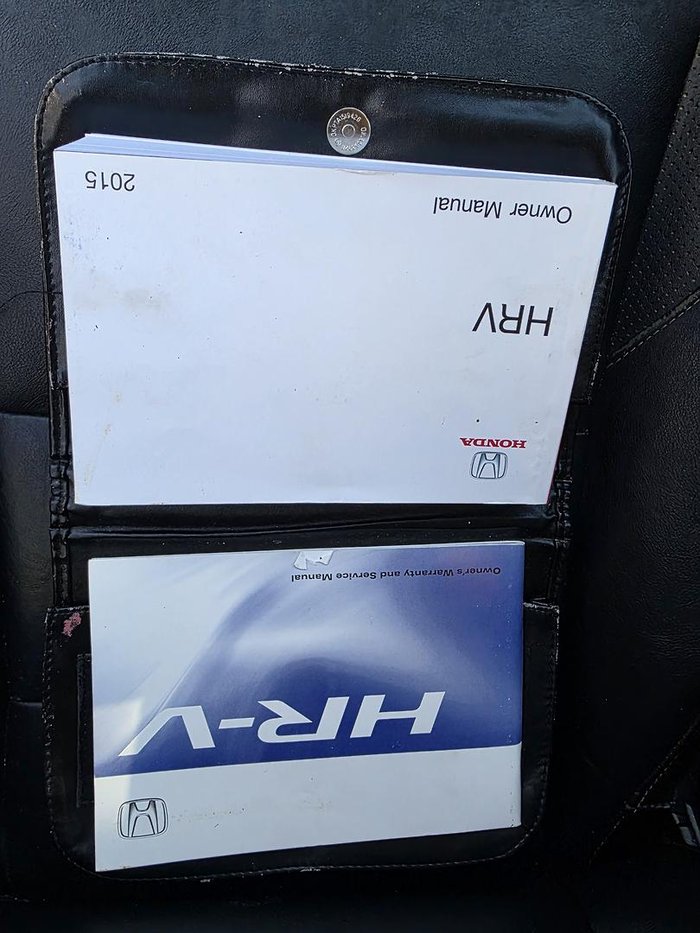 Owner Manual
2015
HRV
HONDA
Owner's Warranty and Service Manual
HR-V